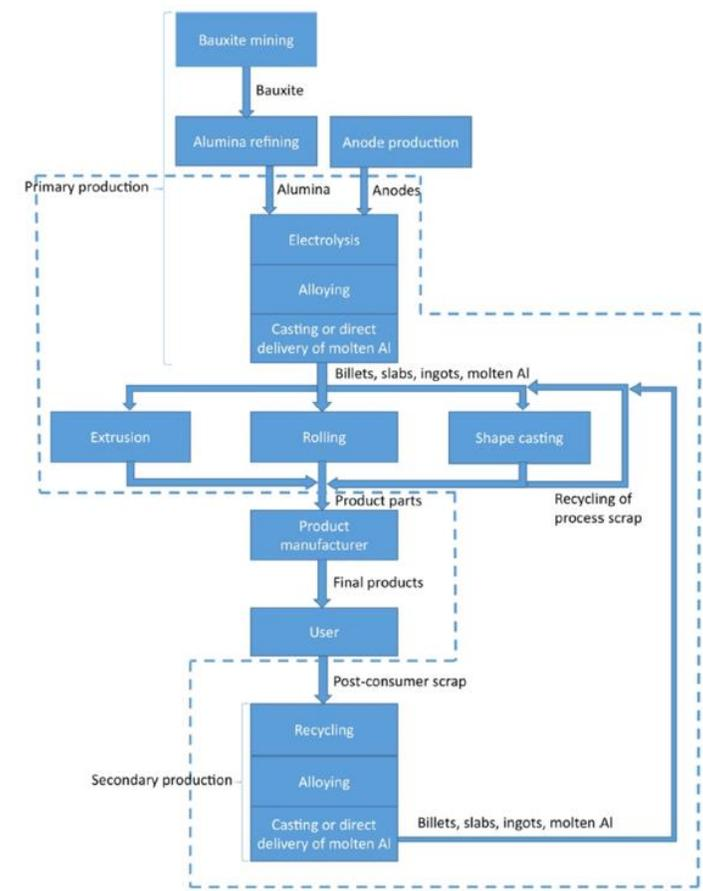 Bauxite mining
Bauxite
Alumina refining
Anode production
Primary production
Alumina
Anodes
Electrolysis
Alloying
Casting or direct
delivery of molten Al
Billets, slabs, ingots, molten Al
Extrusion
Rolling
Shape casting
Recycling of
process scrap
Product parts
Product
manufacturer
Final products
User
Post-consumer scrap
Recycling
Secondary production
Alloying
Casting or direct
delivery of molten Al
Billets, slabs, ingots, molten Al